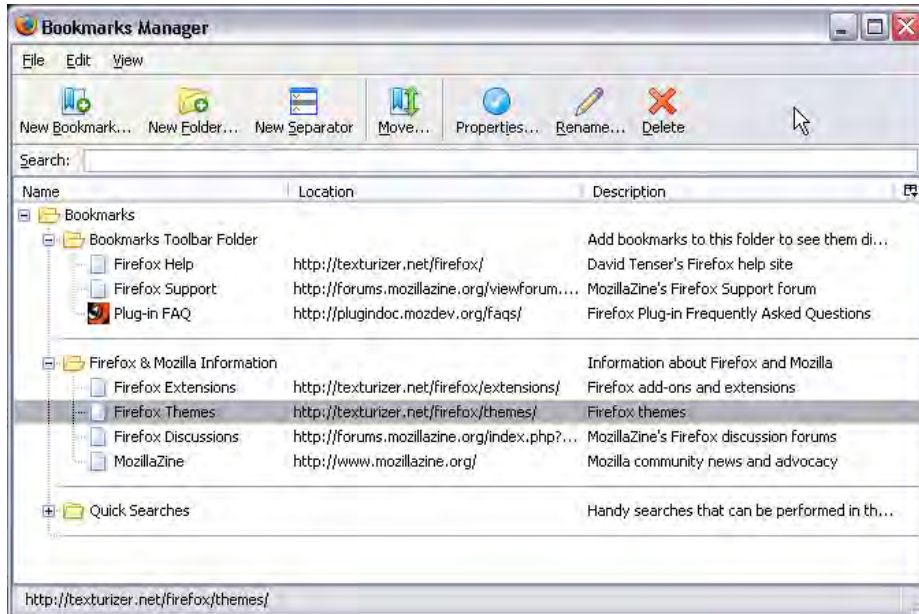 Bookmarks Manager
File Edit View
New Bookmark... New Folder... New Separator Move... Properties... Rename... Delete
Search:
Name Location Description
Bookmarks
Bookmarks Toolbar Folder Add bookmarks to this folder to see them di...
Firefox Help http://texturizer.net/firefox/ David Tenser's Firefox help site
Firefox Support http://forums.mozillazine.org/viewforum.... MozillaZine's Firefox Support forum
Plug-in FAQ http://plugindoc.mozdev.org/faqs/ Firefox Plug-in Frequently Asked Questions
Firefox & Mozilla Information Information about Firefox and Mozilla
Firefox Extensions http://texturizer.net/firefox/extensions/ Firefox add-ons and extensions
Firefox Themes http://texturizer.net/firefox/themes/ Firefox themes
Firefox Discussions http://forums.mozillazine.org/index.php?... MozillaZine's Firefox discussion forums
MozillaZine http://www.mozillazine.org/ Mozilla community news and advocacy
Quick Searches Handy searches that can be performed in th...
http://texturizer.net/firefox/themes/